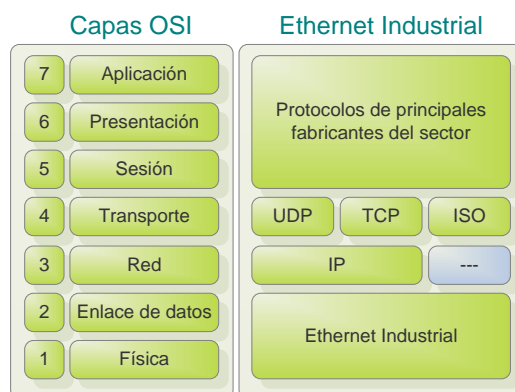 Capas OSI
Ethernet Industrial
7 Aplicación
6 Presentación
5 Sesión
Protocolos de principales
fabricantes del sector
4 Transporte
UDP TCP ISO
3 Red
IP ---
2 Enlace de datos
1 Física
Ethernet Industrial